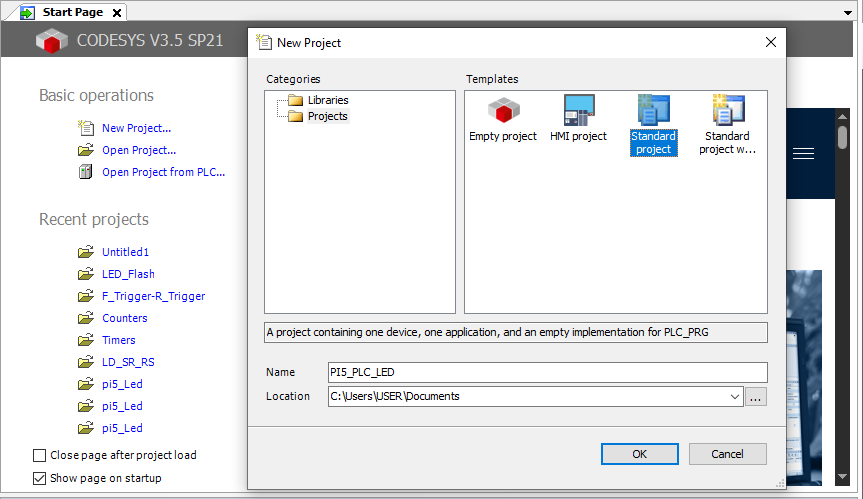 Start Page
CODESYS V3.5 SP21
Basic operations
New Project...
Open Project...
Open Project from PLC...
Recent projects
Untitled1
LED_Flash
F_Trigger-R_Trigger
Counters
Timers
LD_SR_RS
pi5_Led
pi5_Led
pi5_Led
Close page after project load
Show page on startup
New Project
Categories
Libraries
Projects
Templates
Empty project
HMI project
Standard
project
Standard
project w...
A project containing one device, one application, and an empty implementation for PLC_PRG
Name
PI5_PLC_LED
Location
C:\Users\USER\Documents
...
OK
Cancel